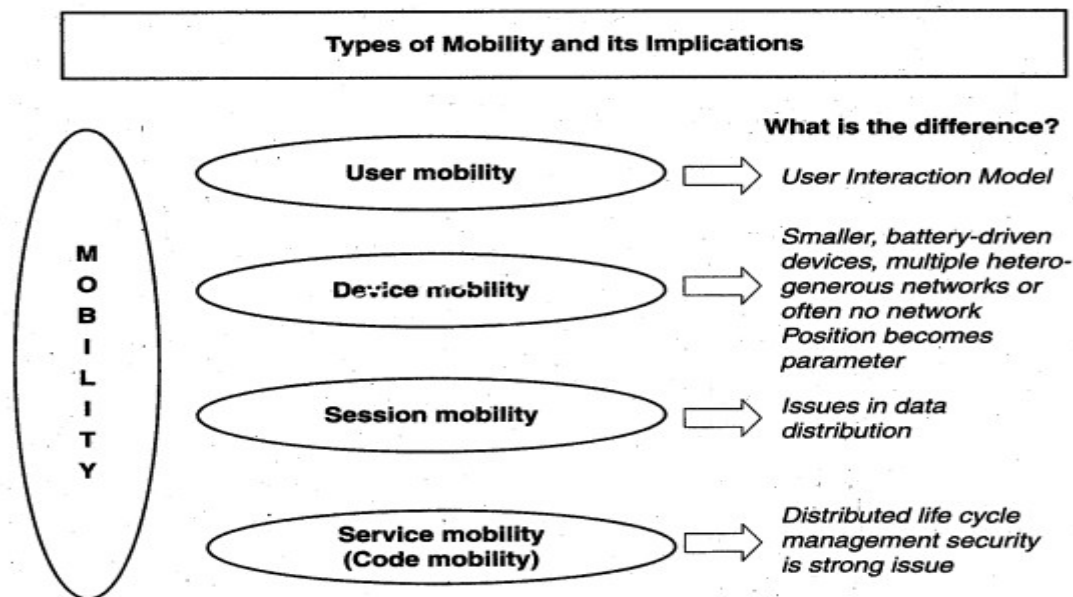 Types of Mobility and its Implications
What is the difference?
MOBILITY
User mobility
User Interaction Model
Device mobility
Smaller, battery-driven
devices, multiple hetero-
generous networks or
often no network
Position becomes
parameter
Session mobility
Issues in data
distribution
Service mobility
(Code mobility)
Distributed life cycle
management security
is strong issue